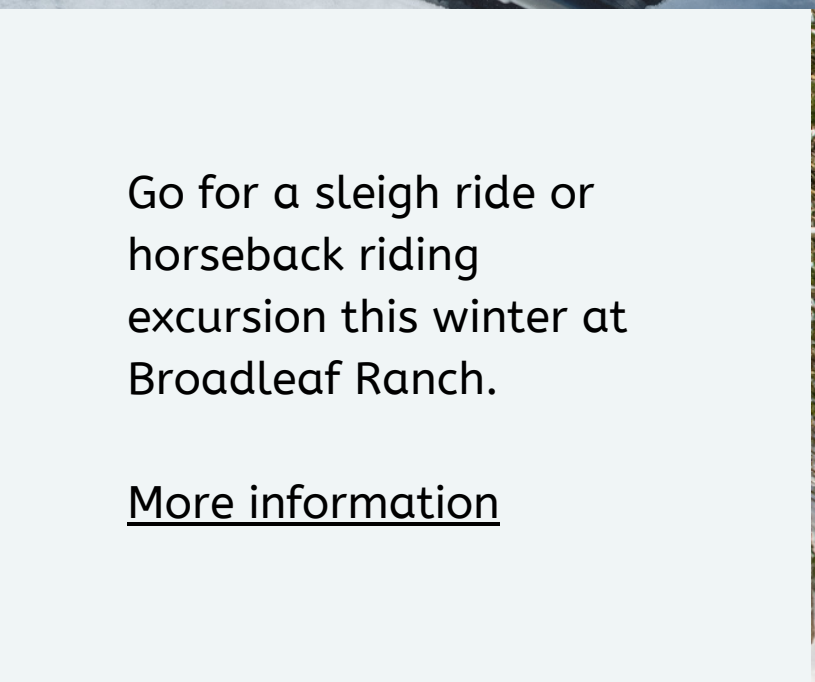 Go for a sleigh ride or
horseback riding
excursion this winter at
Broadleaf Ranch.
More information